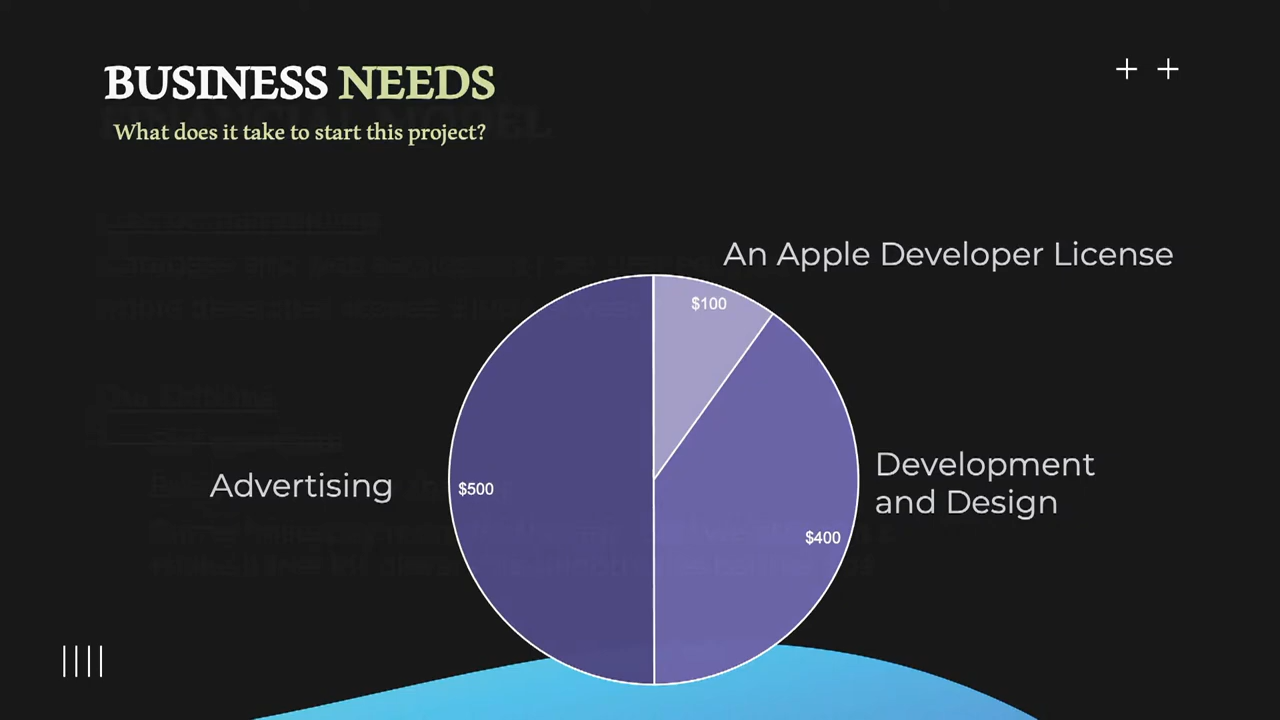 BUSINESS NEEDS
What does it take to start this project?
An Apple Developer License
$100
Development
and Design
Advertising
$500
$400